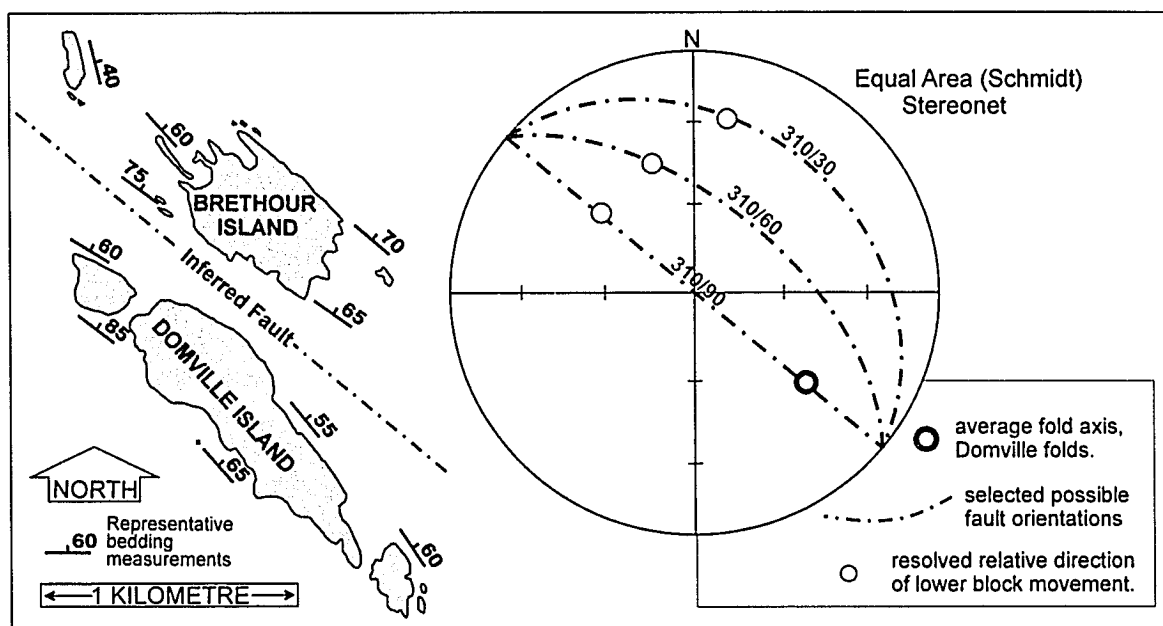 40
60
75
BRETHOUR
ISLAND
70
60
65
Inferred Fault
85
DOMVILLE ISLAND
55
65
60
NORTH
60 Representative
bedding
measurements
1 KILOMETRE
N
Equal Area (Schmidt)
Stereonet
310/30
310/60
310/90
average fold axis,
Domville folds.
selected possible
fault orientations
resolved relative direction
of lower block movement.